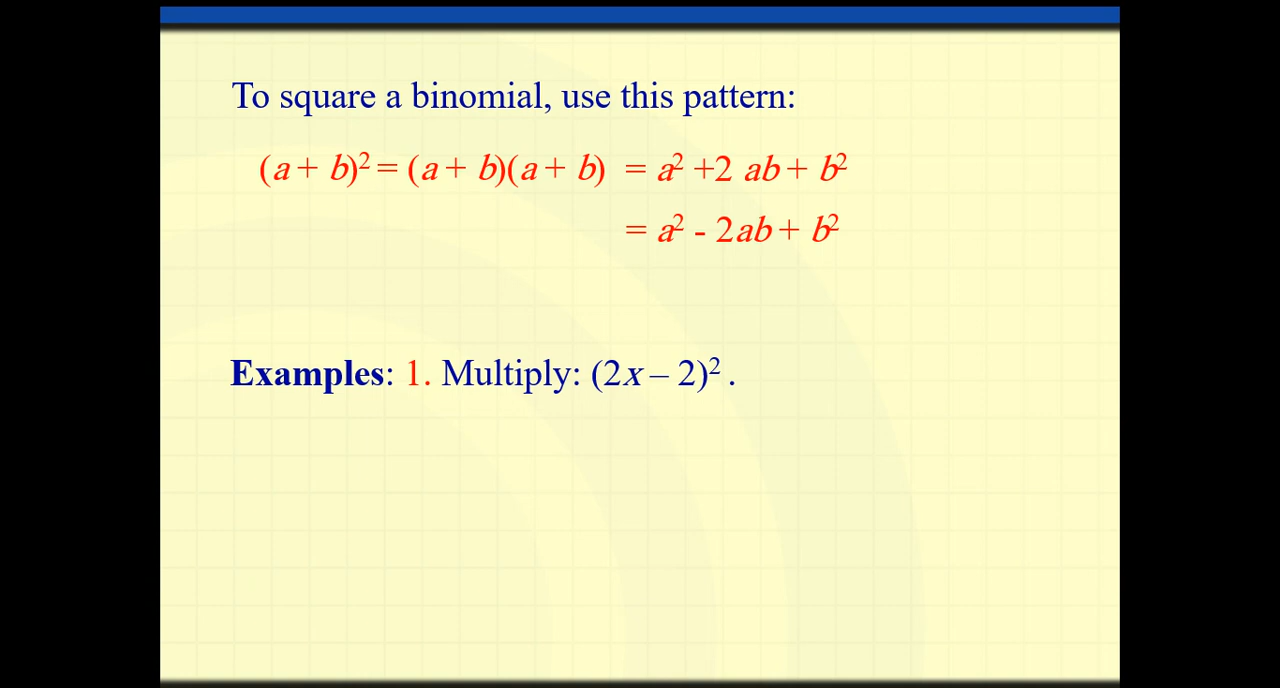 To square a binomial, use this pattern:
(a + b)² = (a + b)(a + b) = a² +2 ab + b²
= a² - 2ab + b²
Examples: 1. Multiply: (2x – 2)² .